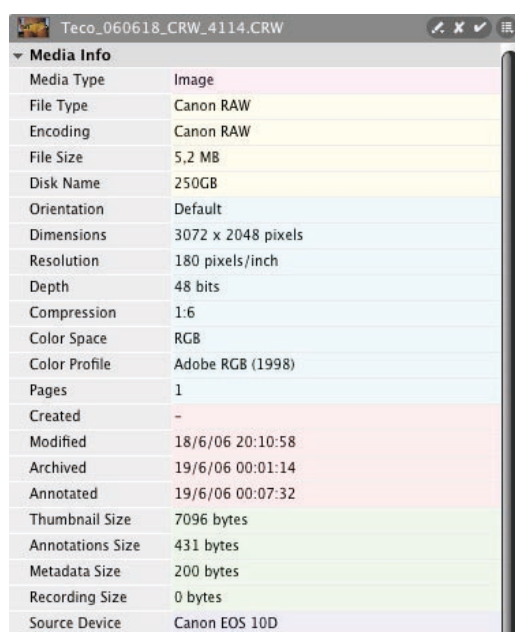 Teco_060618_CRW_4114.CRW
Media Info
Media Type Image
File Type Canon RAW
Encoding Canon RAW
File Size 5,2 MB
Disk Name 250GB
Orientation Default
Dimensions 3072 x 2048 pixels
Resolution 180 pixels/inch
Depth 48 bits
Compression 1:6
Color Space RGB
Color Profile Adobe RGB (1998)
Pages 1
Created -
Modified 18/6/06 20:10:58
Archived 19/6/06 00:01:14
Annotated 19/6/06 00:07:32
Thumbnail Size 7096 bytes
Annotations Size 431 bytes
Metadata Size 200 bytes
Recording Size 0 bytes
Source Device Canon EOS 10D